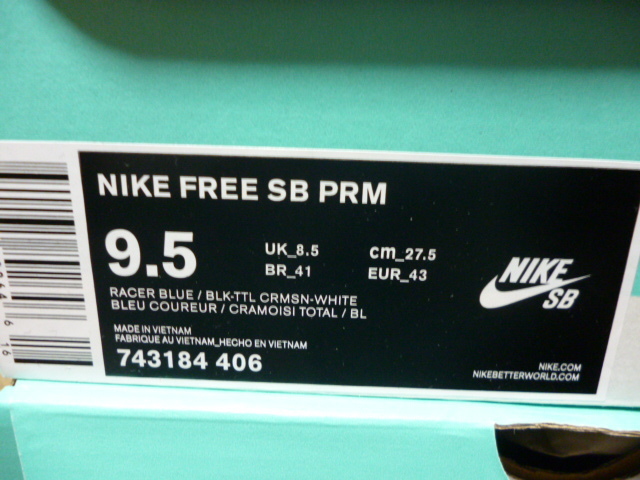 NIKE FREE SB PRM
9.5
UK_8.5 cm_27.5
BR_41 EUR_43
RACER BLUE / BLK-TTL CRMSN-WHITE
BLEU COUREUR / CRAMOISI TOTAL / BL
MADE IN VIETNAM
FABRIQUE AU VIETNAM_HECHO EN VIETNAM
743184 406
NIKE
SB
NIKE.COM
NIKEBETTERWORLD.COM